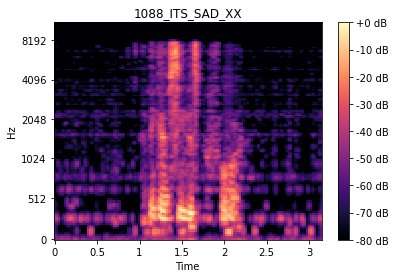 1088_ITS_SAD_XX
+0 dB
8192
-10 dB
4096
-20 dB
-30 dB
2048
-40 dB
Hz
1024
-50 dB
512
-60 dB
-70 dB
0
-80 dB
0 0.5 1 1.5 2 2.5 3
Time